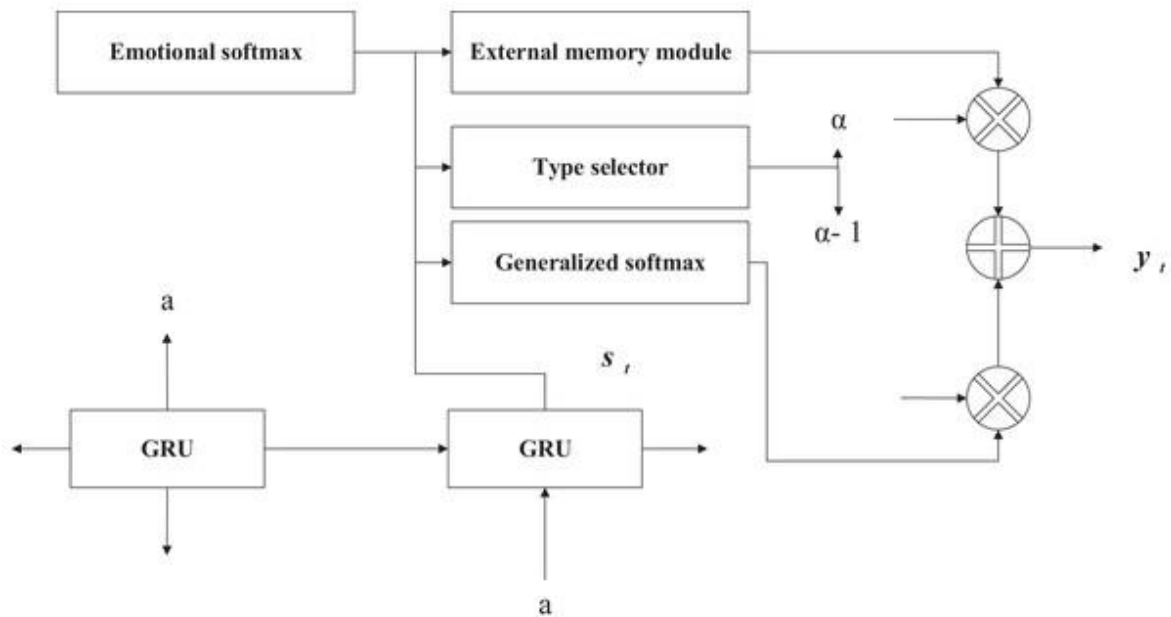 Emotional softmax
External memory module
α
Type selector
α- 1
Generalized softmax
y t
a
s t
GRU
GRU
a